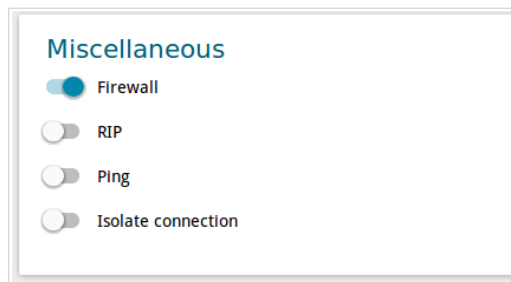 Miscellaneous
Firewall
RIP
Ping
Isolate connection